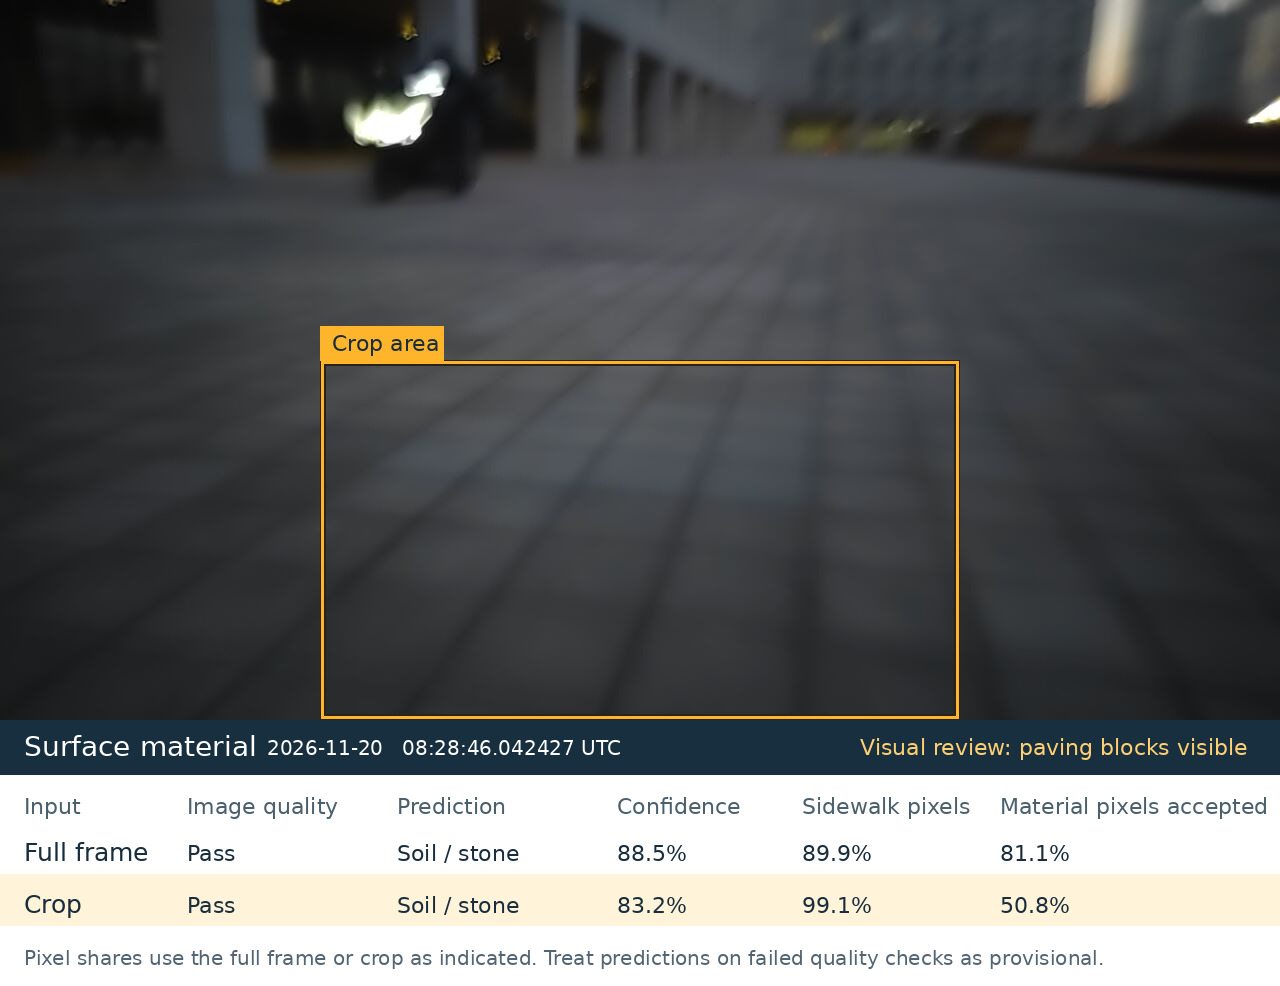 Crop area
Surface material 2026-11-20 08:28:46.042427 UTC Visual review: paving blocks visible
Input Image quality Prediction Confidence Sidewalk pixels Material pixels accepted
Full frame Pass Soil / stone 88.5% 89.9% 81.1%
Crop Pass Soil / stone 83.2% 99.1% 50.8%
Pixel shares use the full frame or crop as indicated. Treat predictions on failed quality checks as provisional.